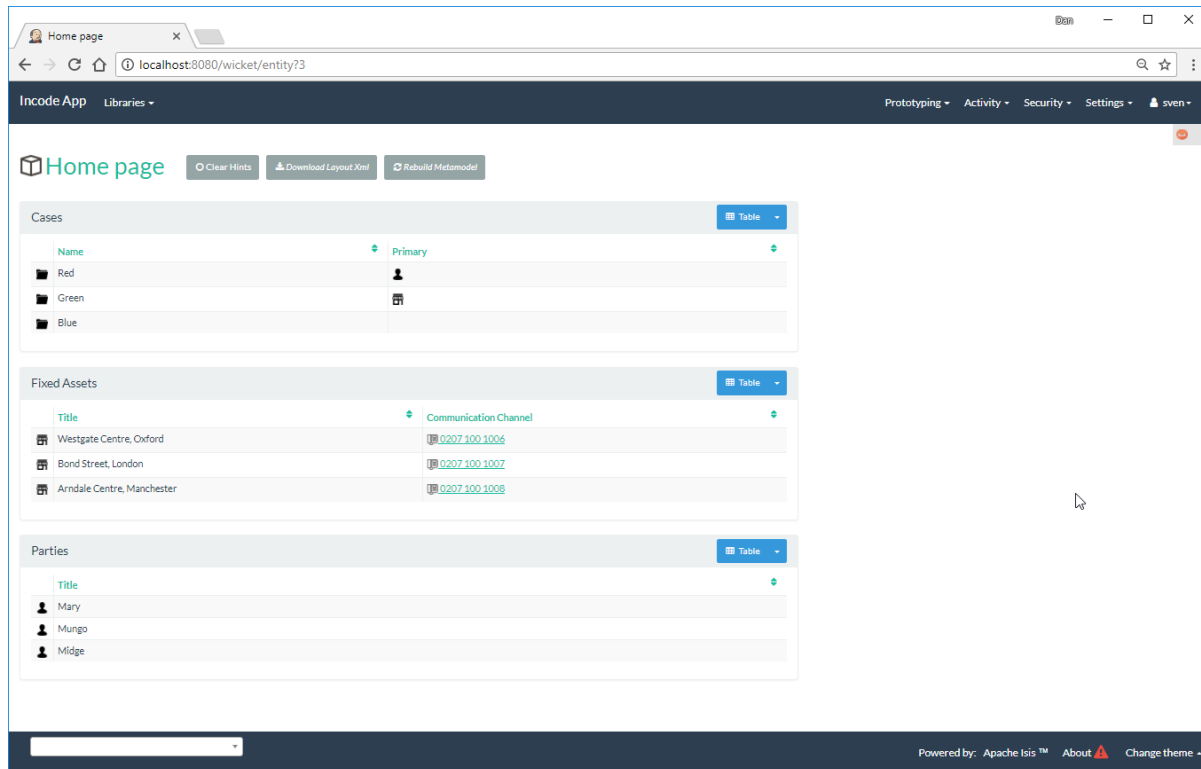 Dan
Home page
localhost:8080/wicket/entity?3
Incode App Libraries Prototyping Activity Security Settings sven
Home page Clear Hints Download Layout Xml Rebuild Metamodel
Cases Table
Name Primary
Red
Green
Blue
Fixed Assets Table
Title Communication Channel
Westgate Centre, Oxford 0207 100 1006
Bond Street, London 0207 100 1007
Arndale Centre, Manchester 0207 100 1008
Parties Table
Title
Mary
Mungo
Midge
Powered by: Apache Isis ™ About Change theme